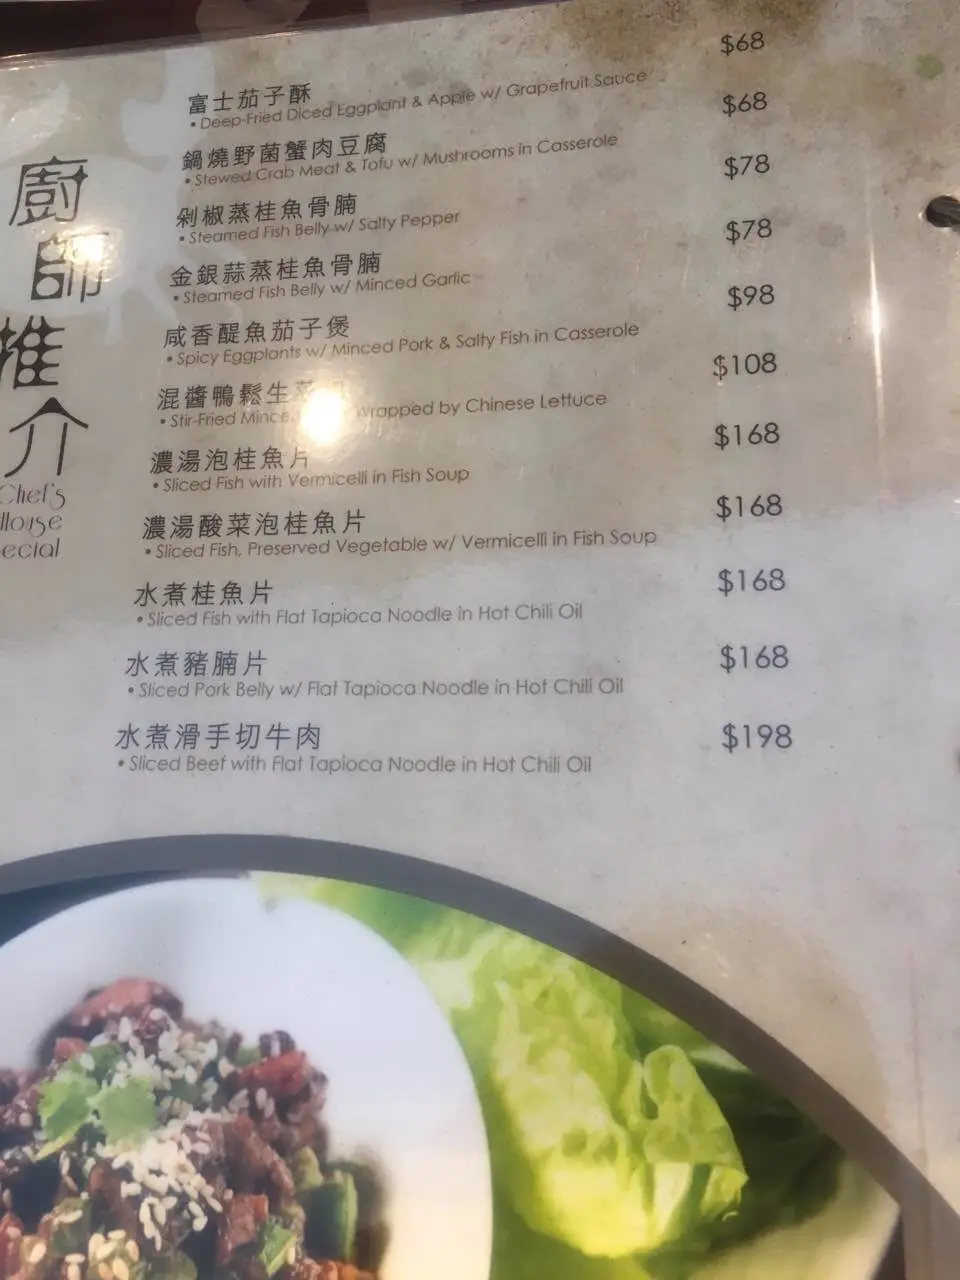 廚師推介
Chef's
House
ecial
富士茄子酥 $68
• Deep-Fried Diced Eggplant & Apple w/ Grapefruit Sauce
鍋燒野菌蟹肉豆腐 $68
• Stewed Crab Meat & Tofu w/ Mushrooms in Casserole
剁椒蒸桂魚骨腩 $78
• Steamed Fish Belly w/ Salty Pepper
金銀蒜蒸桂魚骨腩 $78
• Steamed Fish Belly w/ Minced Garlic
咸香醍魚茄子煲 $98
• Spicy Eggplants w/ Minced Pork & Salty Fish in Casserole
混醬鴨鬆生菜 $108
• Stir-Fried Mince Wrapped by Chinese Lettuce
濃湯泡桂魚片 $168
• Sliced Fish with Vermicelli in Fish Soup
濃湯酸菜泡桂魚片 $168
• Sliced Fish, Preserved Vegetable w/ Vermicelli in Fish Soup
水煮桂魚片 $168
• Sliced Fish with Flat Tapioca Noodle in Hot Chili Oil
水煮豬腩片 $168
• Sliced Pork Belly w/ Flat Tapioca Noodle in Hot Chili Oil
水煮滑手切牛肉 $198
• Sliced Beef with Flat Tapioca Noodle in Hot Chili Oil